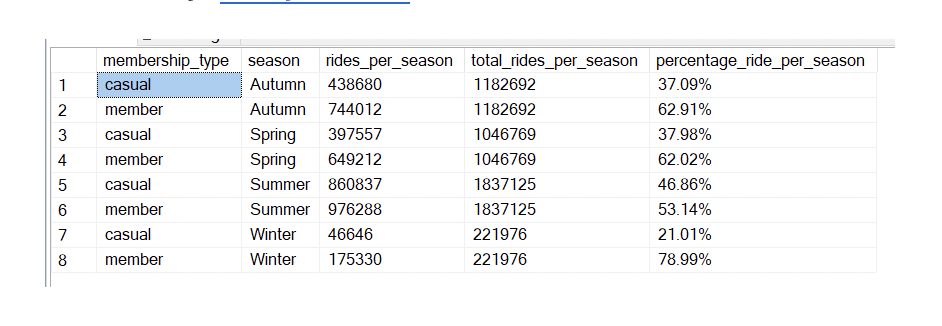 membership_type season rides_per_season total_rides_per_season percentage_ride_per_season
1 casual Autumn 438680 1182692 37.09%
2 member Autumn 744012 1182692 62.91%
3 casual Spring 397557 1046769 37.98%
4 member Spring 649212 1046769 62.02%
5 casual Summer 860837 1837125 46.86%
6 member Summer 976288 1837125 53.14%
7 casual Winter 46646 221976 21.01%
8 member Winter 175330 221976 78.99%